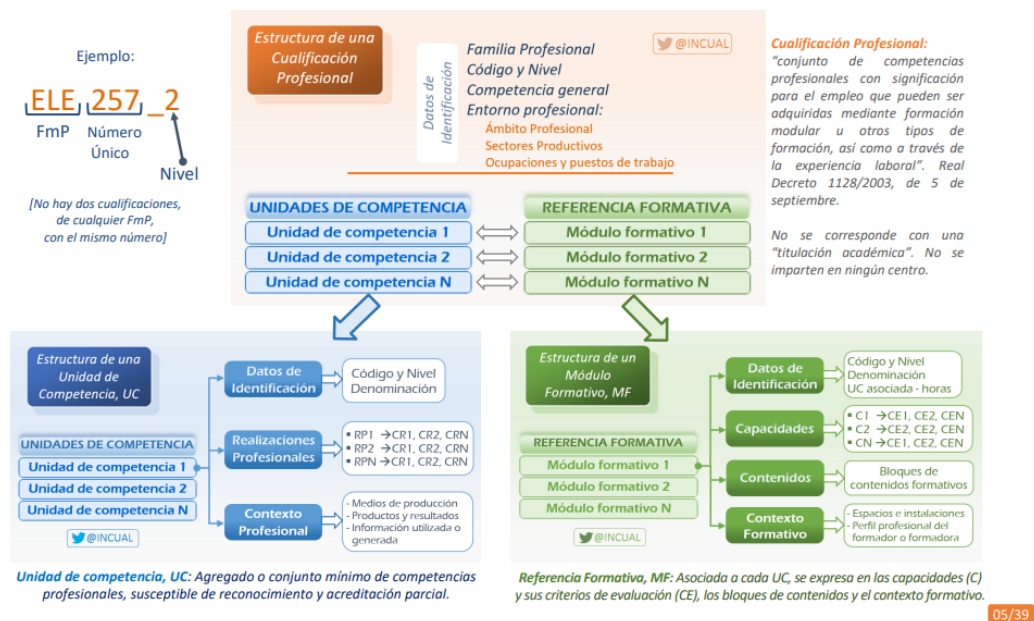 Ejemplo:
ELE 257 _ 2
FmP
Número
Único
Nivel
[No hay dos cualificaciones,
de cualquier FmP,
con el mismo número]
Estructura de una
Cualificación
Profesional
Datos de
Identificación
Familia Profesional
Código y Nivel
Competencia general
Entorno profesional:
Ámbito Profesional
Sectores Productivos
Ocupaciones y puestos de trabajo
@INCUAL
UNIDADES DE COMPETENCIA
Unidad de competencia 1
Unidad de competencia 2
Unidad de competencia N
REFERENCIA FORMATIVA
Módulo formativo 1
Módulo formativo 2
Módulo formativo N
Cualificación Profesional:
“conjunto de competencias
profesionales con significación
para el empleo que pueden ser
adquiridas mediante formación
modular u otros tipos de
formación, así como a través de
la experiencia laboral”. Real
Decreto 1128/2003, de 5 de
septiembre.
No se corresponde con una
“titulación académica”. No se
imparten en ningún centro.
Estructura de una
Unidad de
Competencia, UC
UNIDADES DE COMPETENCIA
Unidad de competencia 1
Unidad de competencia 2
Unidad de competencia N
@INCUAL
Datos de
Identificación
Código y Nivel
Denominación
Realizaciones
Profesionales
▪ RP1 →CR1, CR2, CRN
▪ RP2 →CR1, CR2, CRN
▪ RPN→CR1, CR2, CRN
Contexto
Profesional
- Medios de producción
- Productos y resultados
- Información utilizada o
generada
Unidad de competencia, UC: Agregado o conjunto mínimo de competencias
profesionales, susceptible de reconocimiento y acreditación parcial.
Estructura de un
Módulo
Formativo, MF
REFERENCIA FORMATIVA
Módulo formativo 1
Módulo formativo 2
Módulo formativo N
@INCUAL
Datos de
Identificación
Código y Nivel
Denominación
UC asociada - horas
Capacidades
▪ C1 →CE1, CE2, CEN
▪ C2 →CE2, CE2, CEN
▪ CN →CE1, CE2, CEN
Contenidos
Bloques de
contenidos formativos
Contexto
Formativo
- Espacios e instalaciones
- Perfil profesional del
formador o formadora
Referencia Formativa, MF: Asociada a cada UC, se expresa en las capacidades (C)
y sus criterios de evaluación (CE), los bloques de contenidos y el contexto formativo.
05/39